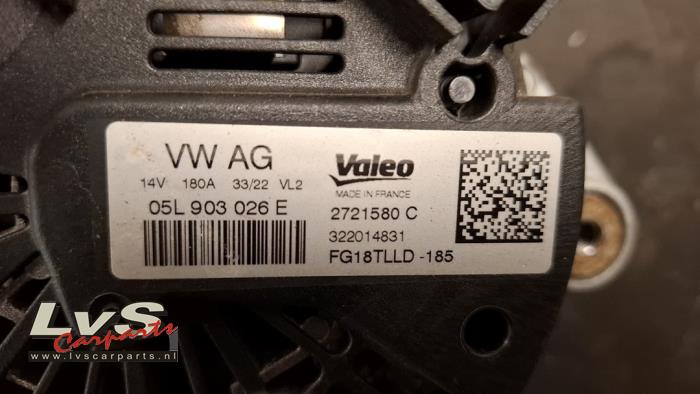 VW AG
14V 180A 33/22 VL2
05L 903 026 E
Valeo
MADE IN FRANCE
2721580 C
322014831
FG18TLLD -185
LvS
Carparts
www.lvscarparts.nl